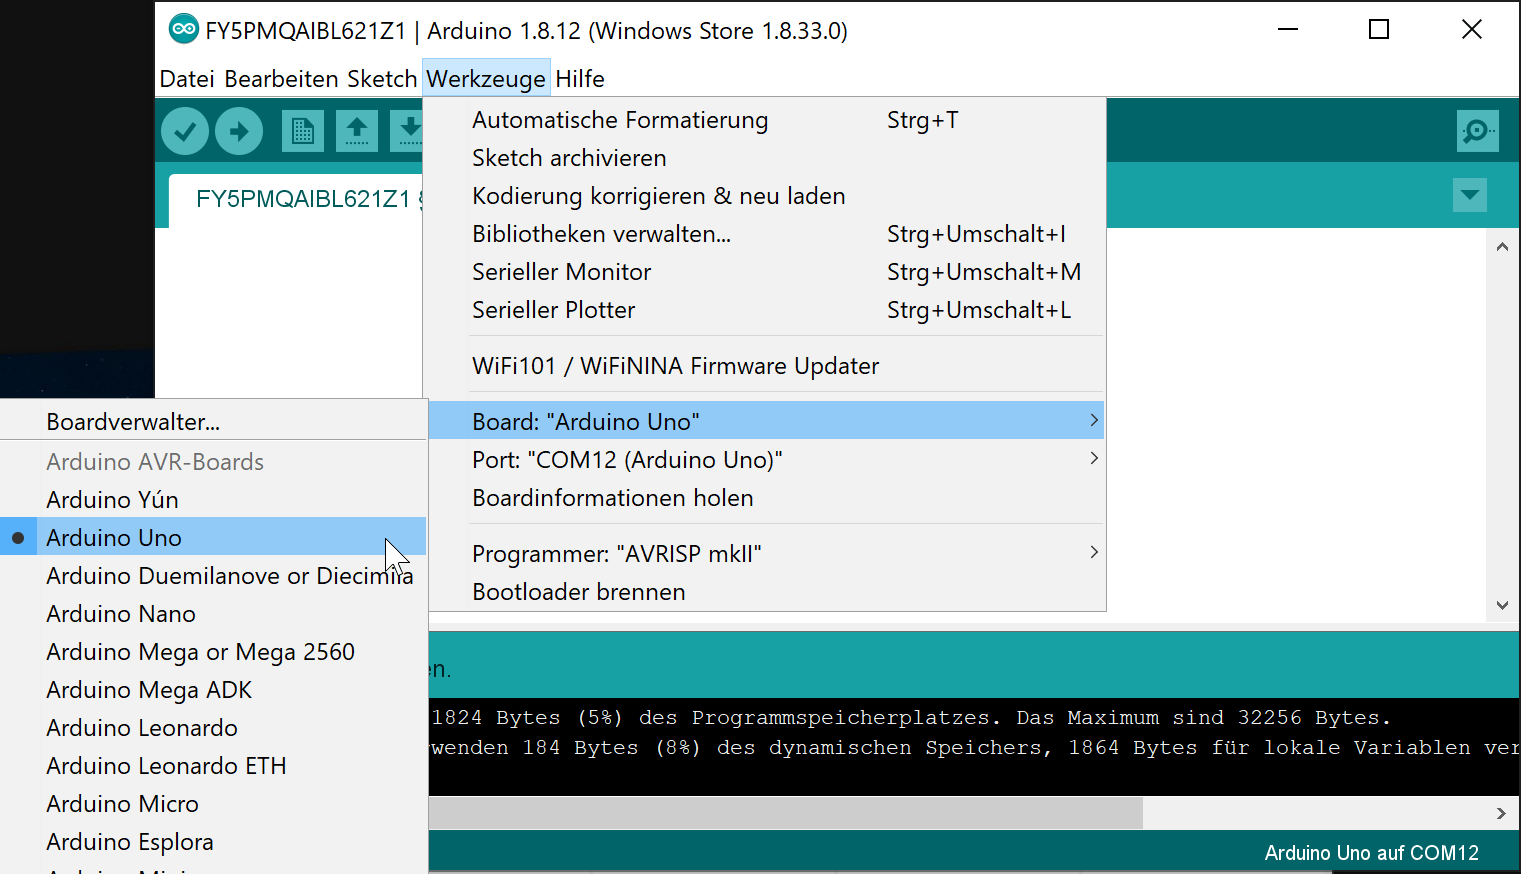 FY5PMQAIBL621Z1 | Arduino 1.8.12 (Windows Store 1.8.33.0)
Datei Bearbeiten Sketch Werkzeuge Hilfe
FY5PMQAIBL621Z1
Automatische Formatierung Strg+T
Sketch archivieren
Kodierung korrigieren & neu laden
Bibliotheken verwalten... Strg+Umschalt+I
Serieller Monitor Strg+Umschalt+M
Serieller Plotter Strg+Umschalt+L
WiFi101 / WiFiNINA Firmware Updater
Board: "Arduino Uno"
Port: "COM12 (Arduino Uno)"
Boardinformationen holen
Programmer: "AVRISP mkII"
Bootloader brennen
Boardverwalter...
Arduino AVR-Boards
Arduino Yún
Arduino Uno
Arduino Duemilanove or Diecimila
Arduino Nano
Arduino Mega or Mega 2560
Arduino Mega ADK
Arduino Leonardo
Arduino Leonardo ETH
Arduino Micro
Arduino Esplora
en.
1824 Bytes (5%) des Programmspeicherplatzes. Das Maximum sind 32256 Bytes.
wenden 184 Bytes (8%) des dynamischen Speichers, 1864 Bytes für lokale Variablen ver
Arduino Uno auf COM12